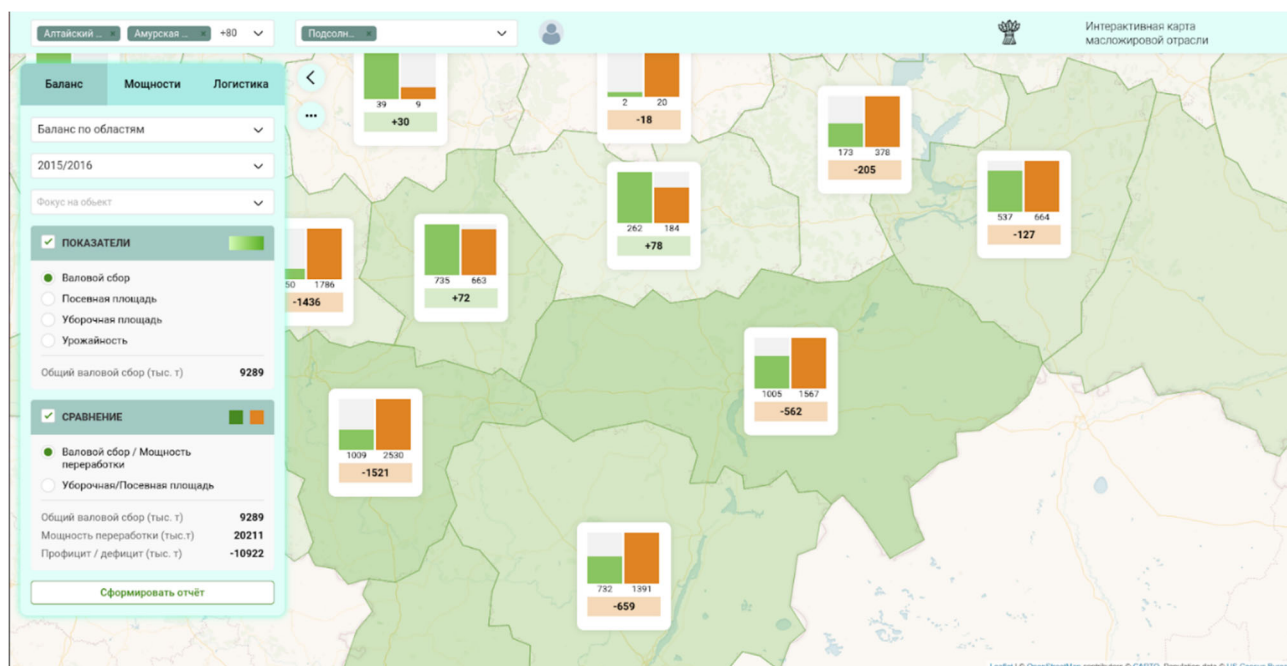 Алтайский ... × Амурская ... × +80
Подсолн... ×
Интерактивная карта
масложировой отрасли
Баланс Мощности Логистика
Баланс по областям
2015/2016
Фокус на объект
ПОКАЗАТЕЛИ
Валовой сбор
Посевная площадь
Уборочная площадь
Урожайность
Общий валовой сбор (тыс. т) 9289
СРАВНЕНИЕ
Валовой сбор / Мощность
переработки
Уборочная/Посевная площадь
Общий валовой сбор (тыс. т) 9289
Мощность переработки (тыс.т) 20211
Профицит / дефицит (тыс. т) -10922
Сформировать отчёт
39 9
+30
2 20
-18
173 378
-205
537 664
-127
262 184
+78
735 663
+72
50 1786
-1436
1005 1567
-562
1009 2530
-1521
732 1391
-659